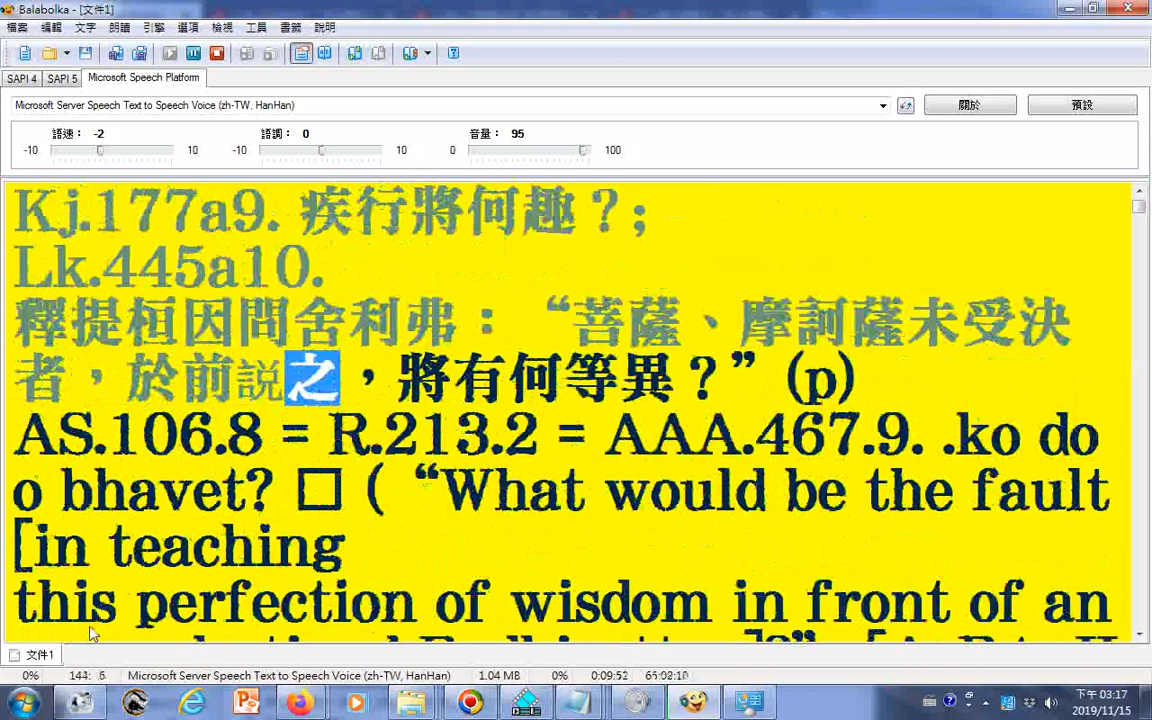 Balabolka - [文件1]
檔案 編輯 文字 朗讀 引擎 選項 檢視 工具 書籤 說明
SAPI 4 SAPI 5 Microsoft Speech Platform
Microsoft Server Speech Text to Speech Voice (zh-TW, HanHan) 關於 預設
語速： -2 語調： 0 音量： 95
-10 10 -10 10 0 100
Kj.177a9. 疾行將何趣？;
Lk.445a10.
釋提桓因問舍利弗：“菩薩、摩訶薩未受決
者，於前説之，將有何等異？” (p)
AS.106.8 = R.213.2 = AAA.467.9. .ko do
o bhavet? □ (“What would be the fault
[in teaching
this perfection of wisdom in front of an
文件1
0% 144: 6 Microsoft Server Speech Text to Speech Voice (zh-TW, HanHan) 1.04 MB 0% 0:09:52
下午 03:17
2019/11/15